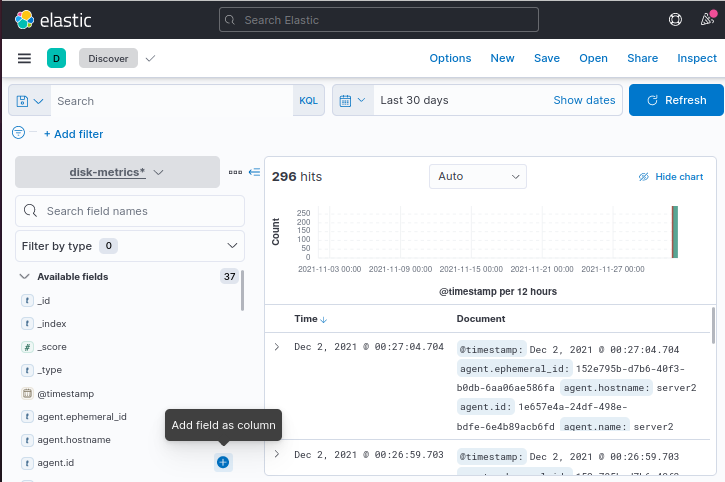 elastic
Search Elastic
D
Discover
Options New Save Open Share Inspect
Search
KQL
Last 30 days
Show dates
Refresh
+ Add filter
disk-metrics*
Search field names
Filter by type 0
Available fields 37
t _id
t _index
# _score
t _type
@timestamp
t agent.ephemeral_id
t agent.hostname
t agent.id
Add field as column
296 hits
Auto
Hide chart
Count
250
200
150
100
50
0
2021-11-03 00:00 2021-11-09 00:00 2021-11-15 00:00 2021-11-21 00:00 2021-11-27 00:00
@timestamp per 12 hours
Time Document
Dec 2, 2021 @ 00:27:04.704
@timestamp: Dec 2, 2021 @ 00:27:04.704
agent.ephemeral_id: 152e795b-d7b6-40f3-
b0db-6aa06ae586fa agent.hostname: server2
agent.id: 1e657e4a-24df-498e-
bdfe-6e4b89acb6fd agent.name: server2
Dec 2, 2021 @ 00:26:59.703
@timestamp: Dec 2, 2021 @ 00:26:59.703